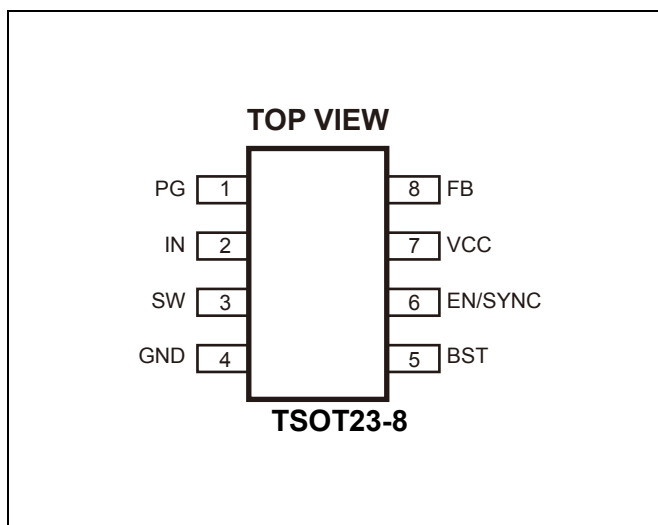 TOP VIEW
PG 1 8 FB
IN 2 7 VCC
SW 3 6 EN/SYNC
GND 4 5 BST
TSOT23-8